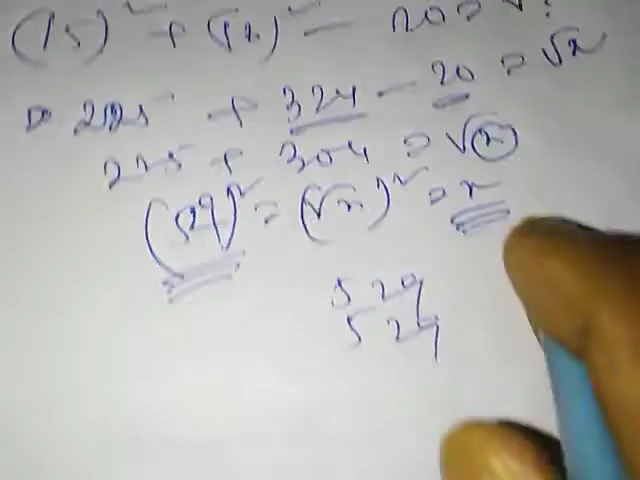 (15)² + (18)² - 20 = √?
⇒ 225 + 324 - 20 = √x
225 + 304 = √x
(529)² = (√x)² = x
529
529